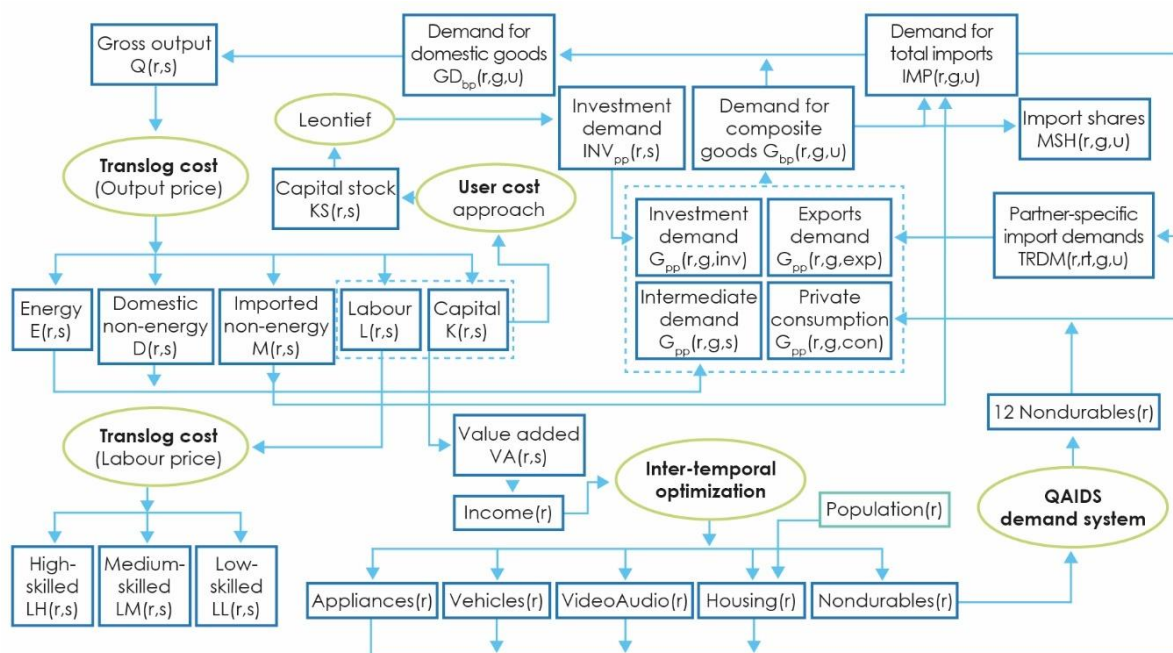 Gross output
Q(r,s)
Demand for
domestic goods
GD_bp(r,g,u)
Demand for
total imports
IMP(r,g,u)
Leontief
Investment
demand
INV_pp(r,s)
Demand for
composite
goods G_bp(r,g,u)
Import shares
MSH(r,g,u)
Translog cost
(Output price)
Capital stock
KS(r,s)
User cost
approach
Investment
demand
G_pp(r,g,inv)
Exports
demand
G_pp(r,g,exp)
Partner-specific
import demands
TRDM(r,rt,g,u)
Energy
E(r,s)
Domestic
non-energy
D(r,s)
Imported
non-energy
M(r,s)
Labour
L(r,s)
Capital
K(r,s)
Intermediate
demand
G_pp(r,g,s)
Private
consumption
G_pp(r,g,con)
12 Nondurables(r)
Translog cost
(Labour price)
Value added
VA(r,s)
Income(r)
Inter-temporal
optimization
Population(r)
QAIDS
demand system
High-
skilled
LH(r,s)
Medium-
skilled
LM(r,s)
Low-
skilled
LL(r,s)
Appliances(r)
Vehicles(r)
VideoAudio(r)
Housing(r)
Nondurables(r)